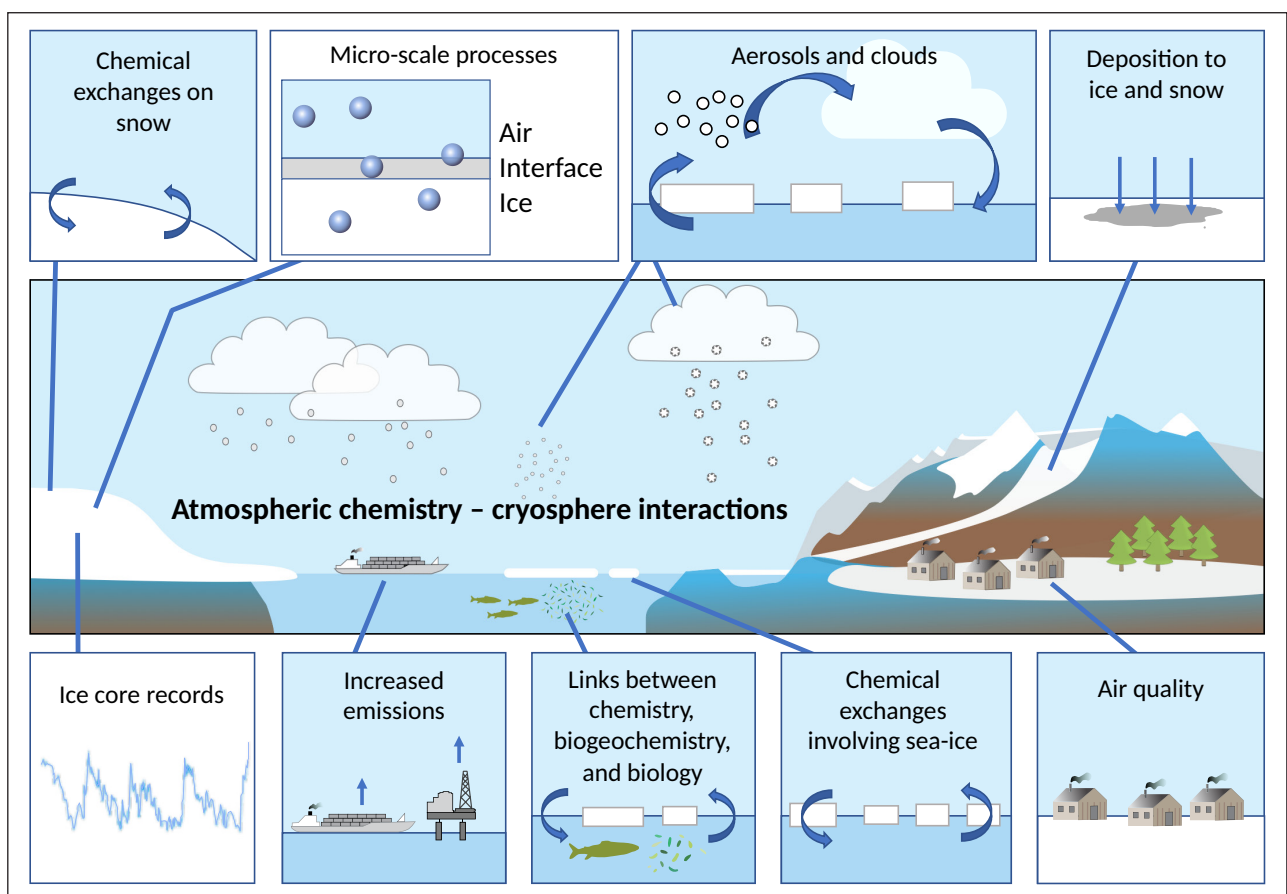 Chemical
exchanges on
snow
Micro-scale processes
Air
Interface
Ice
Aerosols and clouds
Deposition to
ice and snow
Atmospheric chemistry – cryosphere interactions
Ice core records
Increased
emissions
Links between
chemistry,
biogeochemistry,
and biology
Chemical
exchanges
involving sea-ice
Air quality